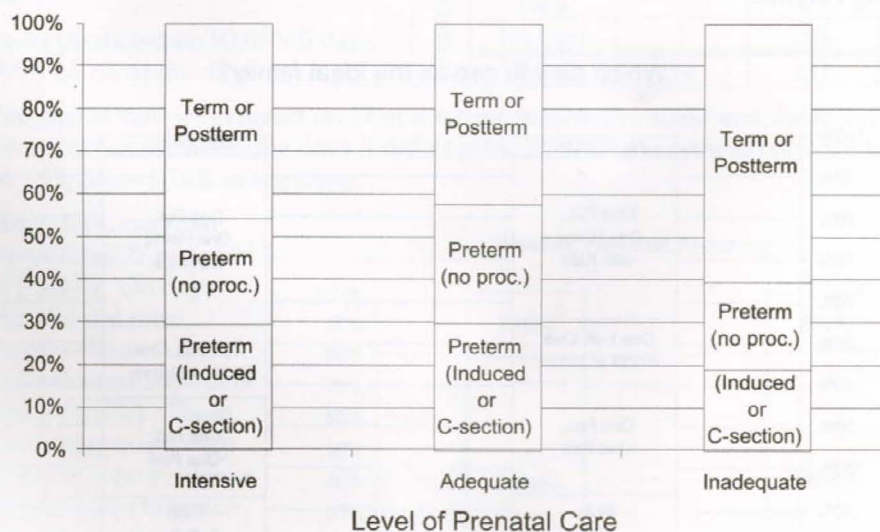 100%
90%
80%
70%
60%
50%
40%
30%
20%
10%
0%
Term or
Postterm
Preterm
(no proc.)
Preterm
(Induced
or
C-section)
Intensive
Term or
Postterm
Preterm
(no proc.)
Preterm
(Induced
or
C-section)
Adequate
Term or
Postterm
Preterm
(no proc.)
(Induced
or
C-section)
Inadequate
Level of Prenatal Care